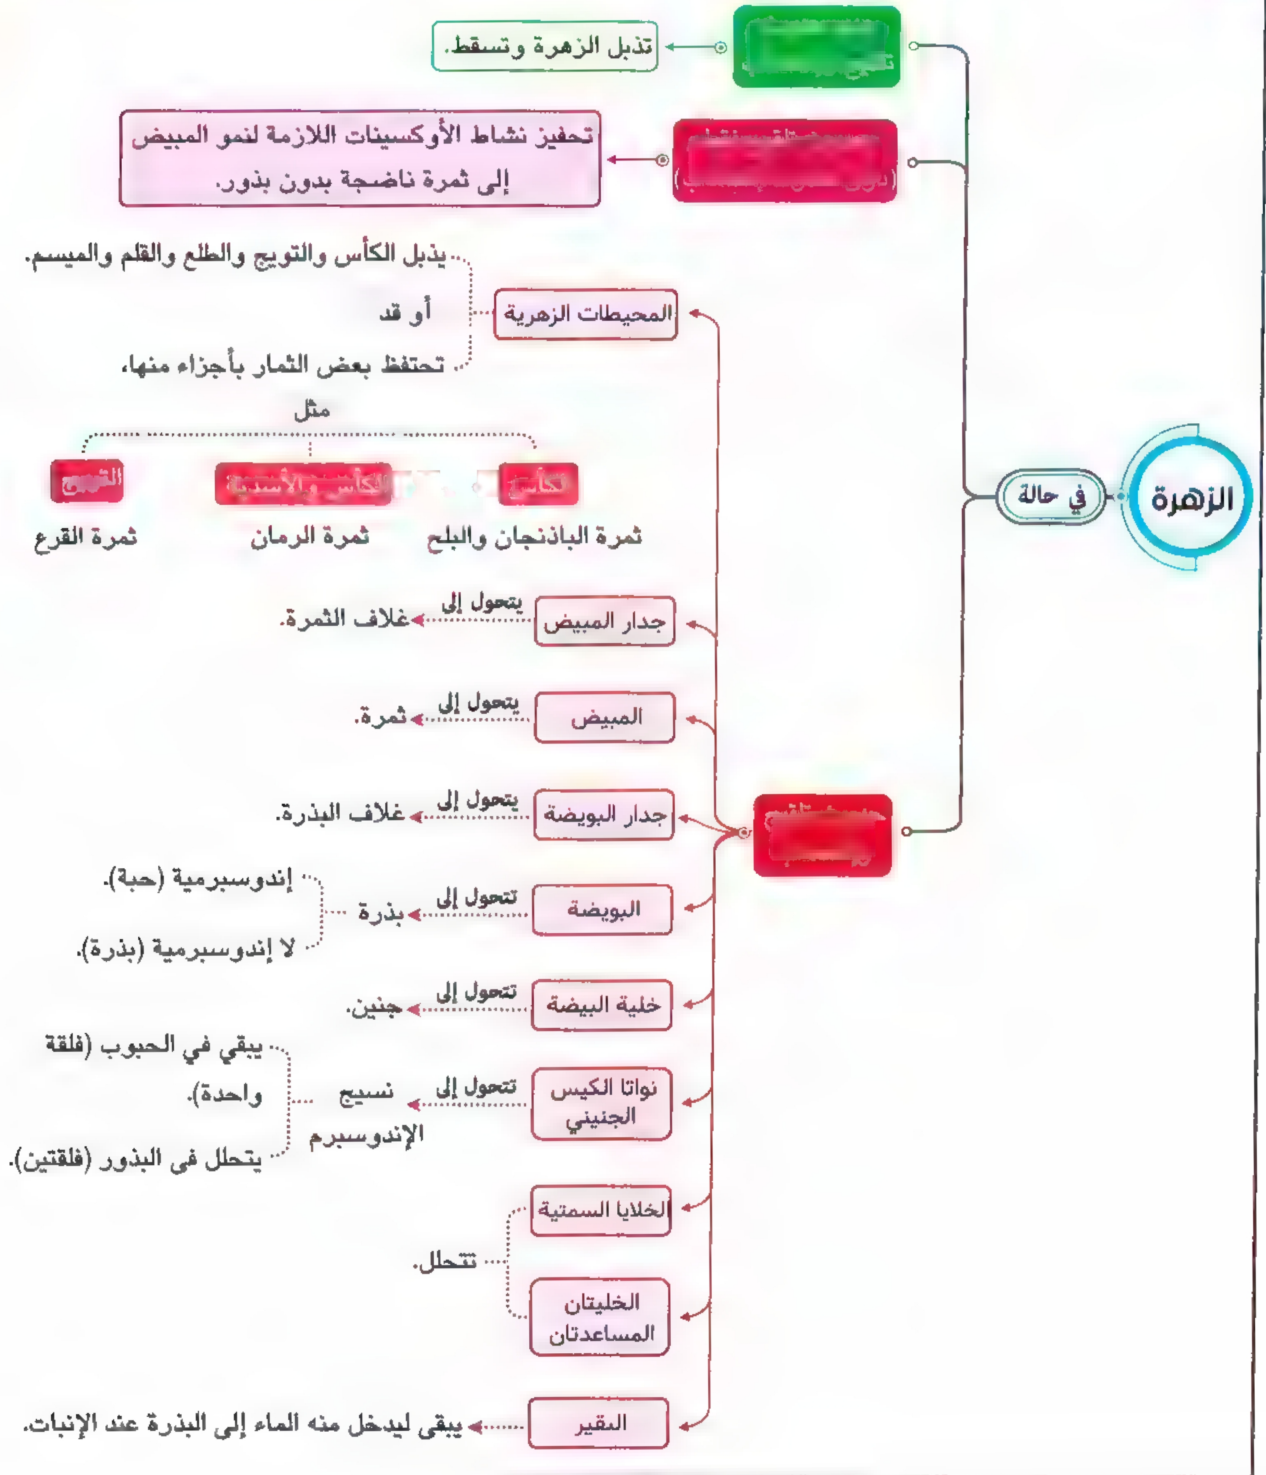 الزهرة
في حالة
تذبل الزهرة وتسقط.
تحفيز نشاط الأوكسينات اللازمة لنمو المبيض
إلى ثمرة ناضجة بدون بذور.
المحيطات الزهرية
يذبل الكأس والتويج والطلع والقلم والميسم.
أو قد
تحتفظ بعض الثمار بأجزاء منها،
مثل
الكأس والأسدية
ثمرة الباذنجان والبلح
ثمرة الرمان
ثمرة القرع
جدار المبيض
يتحول إلى
غلاف الثمرة.
المبيض
يتحول إلى
ثمرة.
جدار البويضة
يتحول إلى
غلاف البذرة.
البويضة
تتحول إلى
بذرة
إندوسبرمية (حبة).
لا إندوسبرمية (بذرة).
خلية البيضة
تتحول إلى
جنين.
نواتا الكيس
الجنيني
تتحول إلى
نسيج
الإندوسبرم
يبقي في الحبوب (فلقة
واحدة).
يتحلل في البذور (فلقتين).
الخلايا السمتية
الخليتان
المساعدتان
تتحلل.
النقير
يبقى ليدخل منه الماء إلى البذرة عند الإنبات.